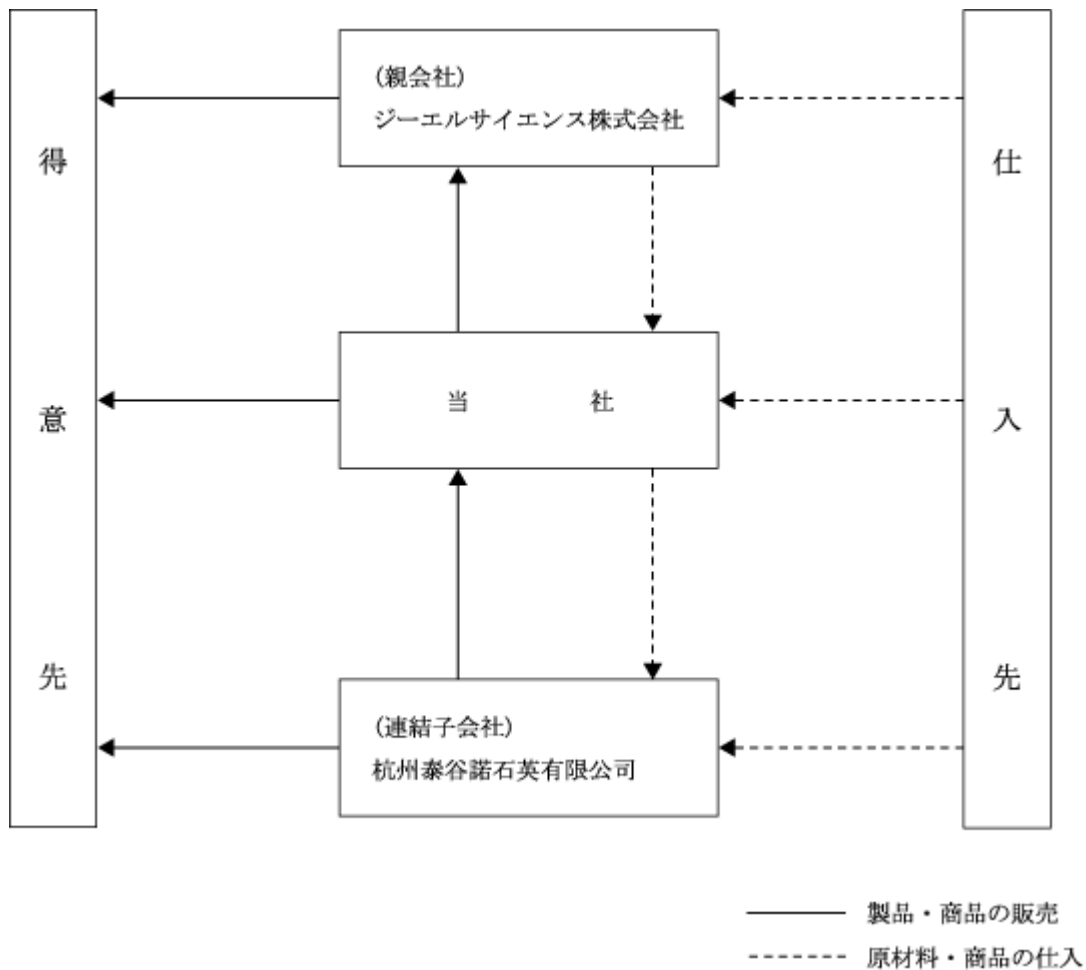 得意先
(親会社)
ジーエルサイエンス株式会社
当社
(連結子会社)
杭州泰谷諾石英有限公司
仕入先
製品・商品の販売
原材料・商品の仕入